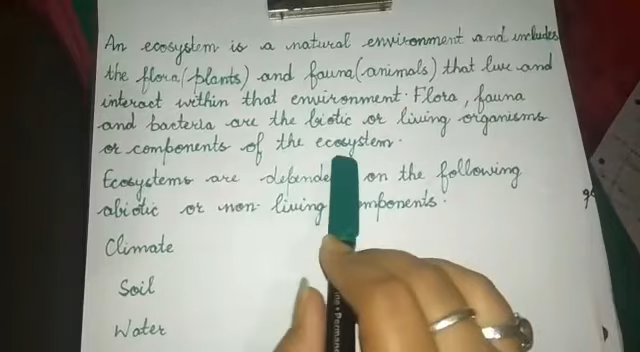 An ecosystem is a natural environment and includes
the flora (plants) and fauna (animals) that live and
interact within that environment. Flora, fauna
and bacteria are the biotic or living organisms
or components of the ecosystem.
Ecosystems are depende on the following
abiotic or non-living omponents.
Climate
Soil
Water